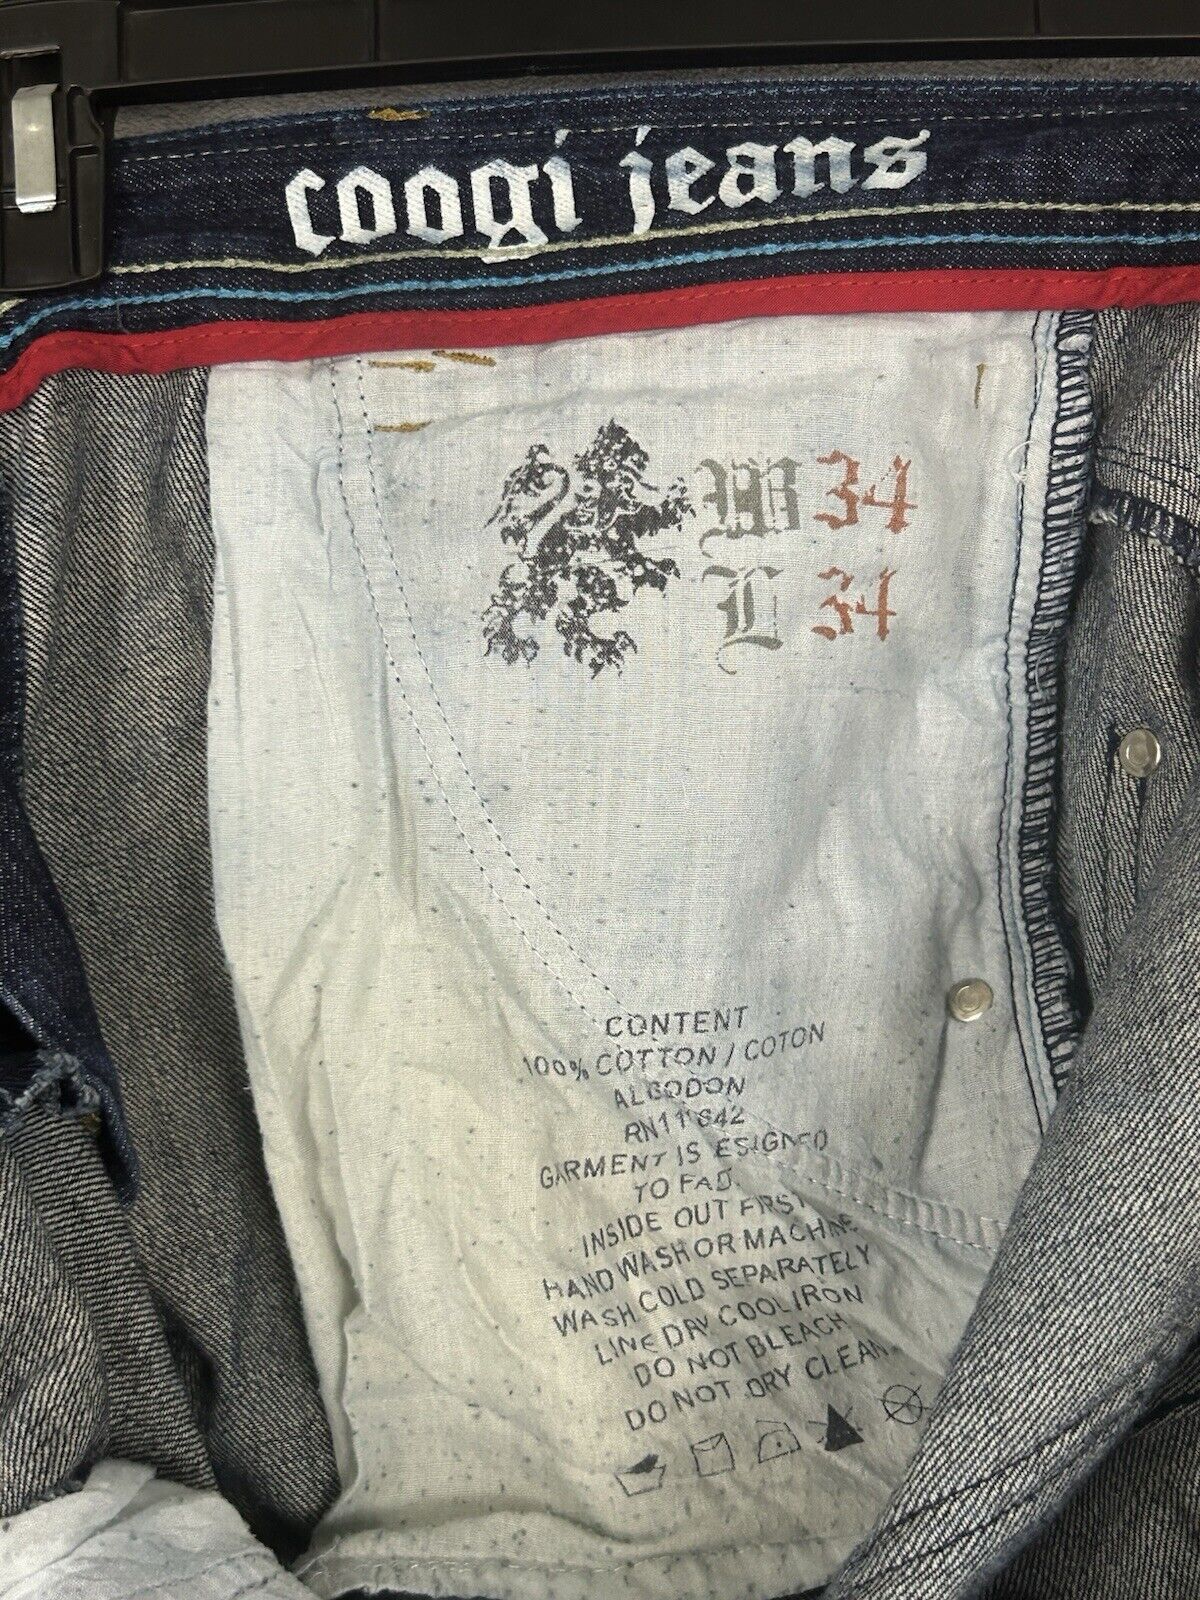 coogi jeans
W 34
L 34
CONTENT
100% COTTON / COTON
ALGODON
GARMENT IS
TO
INSIDE OUT FIRST
HAND WASH OR MACHINE
WASH COLD SEPARATELY
LINE DRY COOL IRON
DO NOT BLEACH
DO NOT DRY CLEAN